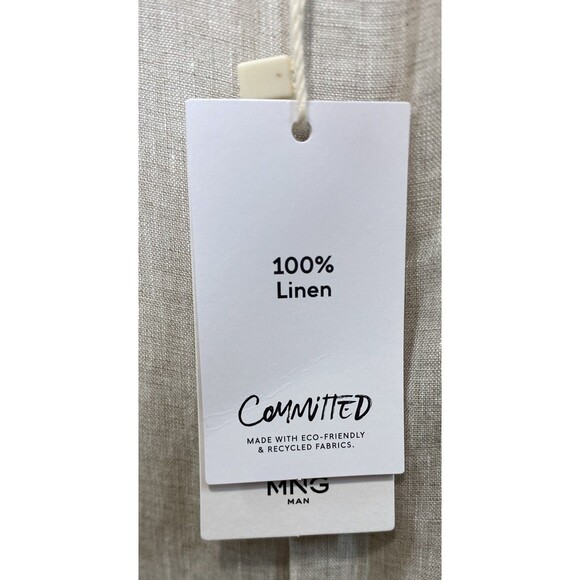 100%
Linen
COMMITTED
MADE WITH ECO-FRIENDLY
& RECYCLED FABRICS.
MNG
MAN